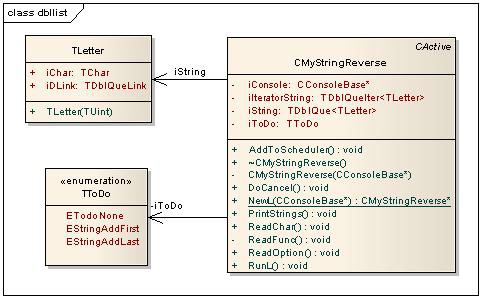 class dbllist
TLetter
+ iChar: TChar
+ iDLink: TDblQueLink
+ TLetter(TUint)
iString
CActive
CMyStringReverse
- iConsole: CConsoleBase*
- iIteratorString: TDblQueIter<TLetter>
- iString: TDblQue<TLetter>
- iToDo: TToDo
+ AddToScheduler() : void
+ ~CMyStringReverse()
- CMyStringReverse(CConsoleBase*)
+ DoCancel() : void
+ NewL(CConsoleBase*) : CMyStringReverse*
+ PrintStrings() : void
+ ReadChar() : void
- ReadFunc() : void
+ ReadOption() : void
+ RunL() : void
«enumeration»
TToDo
ETodoNone
EStringAddFirst
EStringAddLast
-iToDo